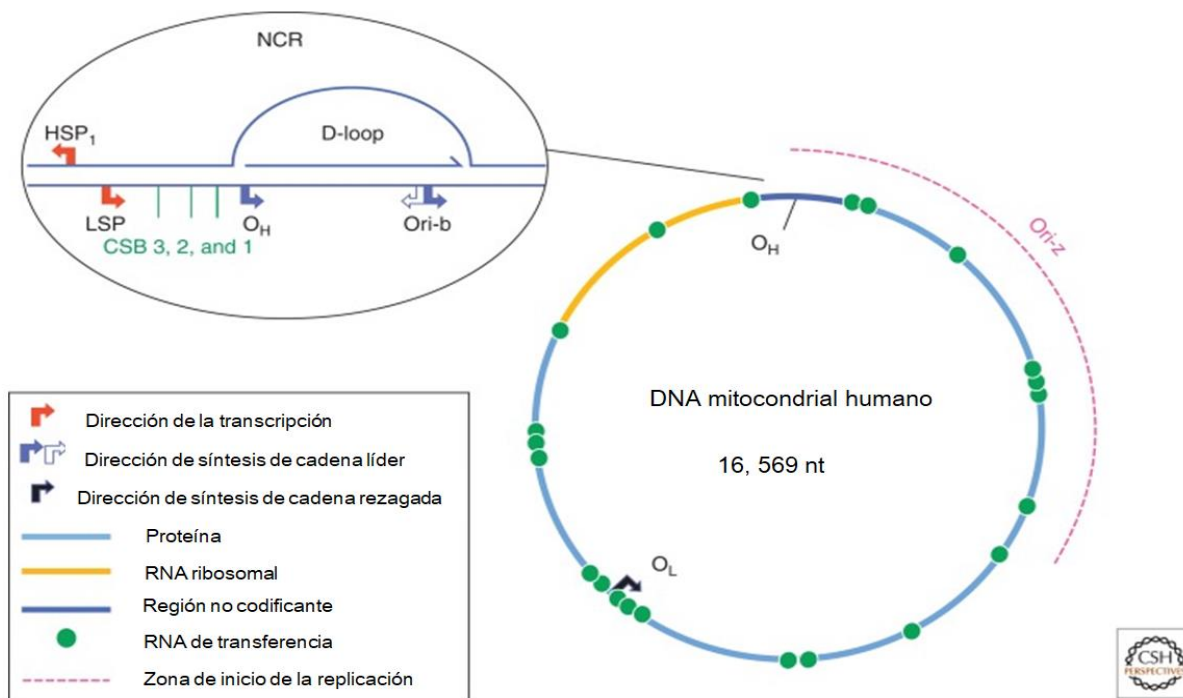 NCR
HSP1
D-loop
LSP
OH
Ori-b
CSB 3, 2, and 1
Ori-z
OH
DNA mitocondrial humano
16, 569 nt
OL
Dirección de la transcripción
Dirección de síntesis de cadena líder
Dirección de síntesis de cadena rezagada
Proteína
RNA ribosomal
Región no codificante
RNA de transferencia
Zona de inicio de la replicación
CSH
PERSPECTIVES